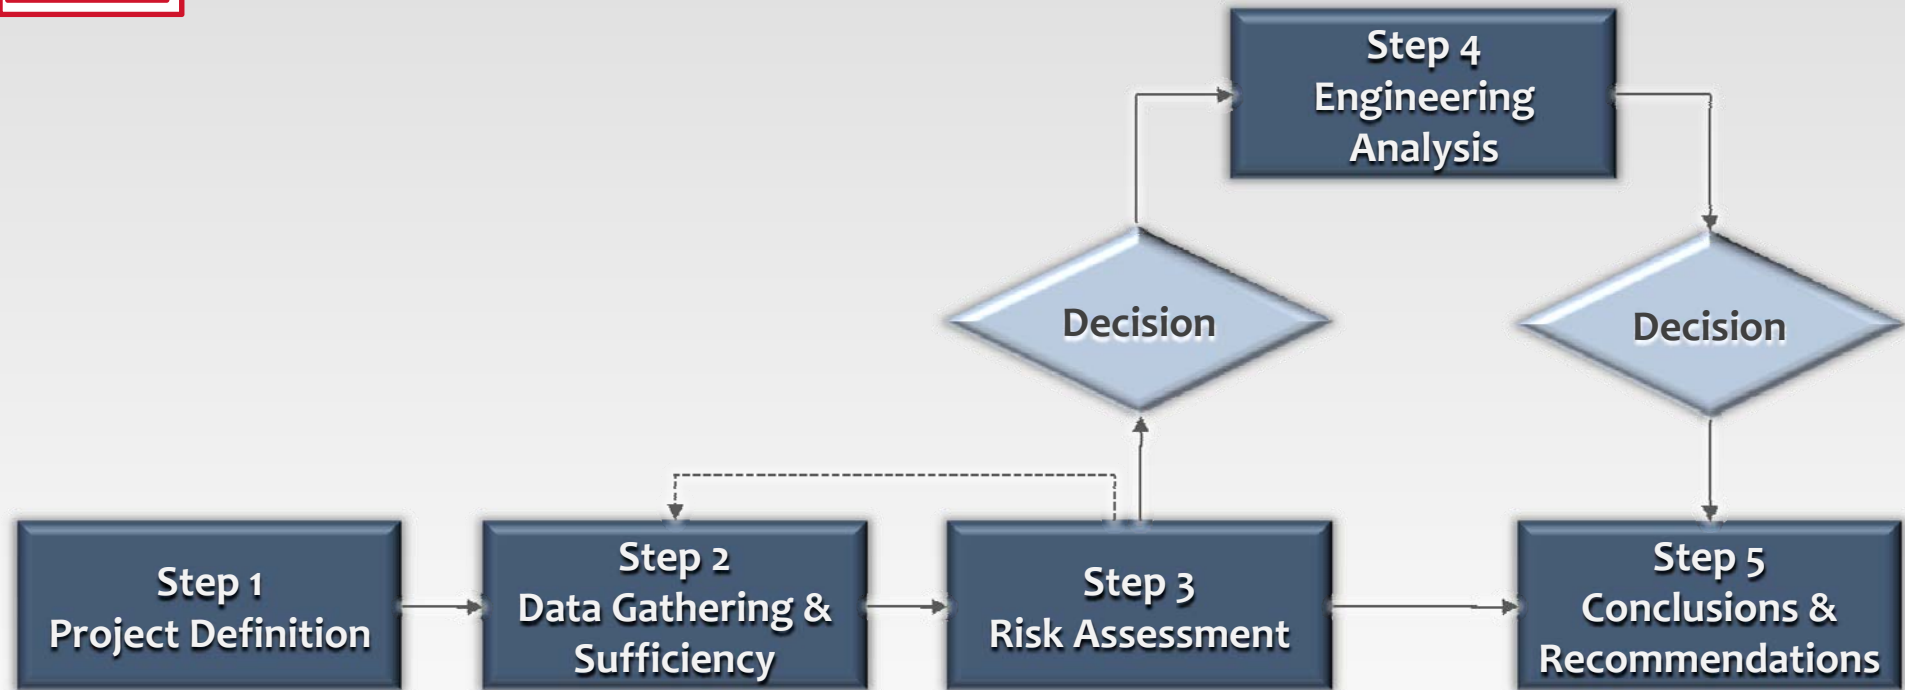 Step 4
Engineering
Analysis
Decision
Decision
Step 1
Project Definition
Step 2
Data Gathering &
Sufficiency
Step 3
Risk Assessment
Step 5
Conclusions &
Recommendations